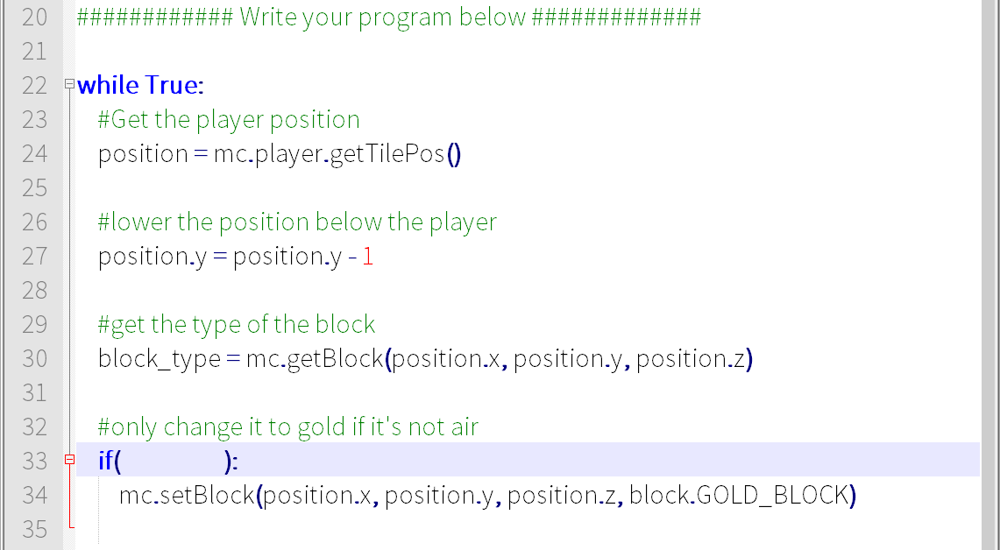 20 ############ Write your program below #############
21
22 while True:
23 #Get the player position
24 position = mc.player.getTilePos()
25
26 #lower the position below the player
27 position.y = position.y - 1
28
29 #get the type of the block
30 block_type = mc.getBlock(position.x, position.y, position.z)
31
32 #only change it to gold if it's not air
33 if( ):
34 mc.setBlock(position.x, position.y, position.z, block.GOLD_BLOCK)
35